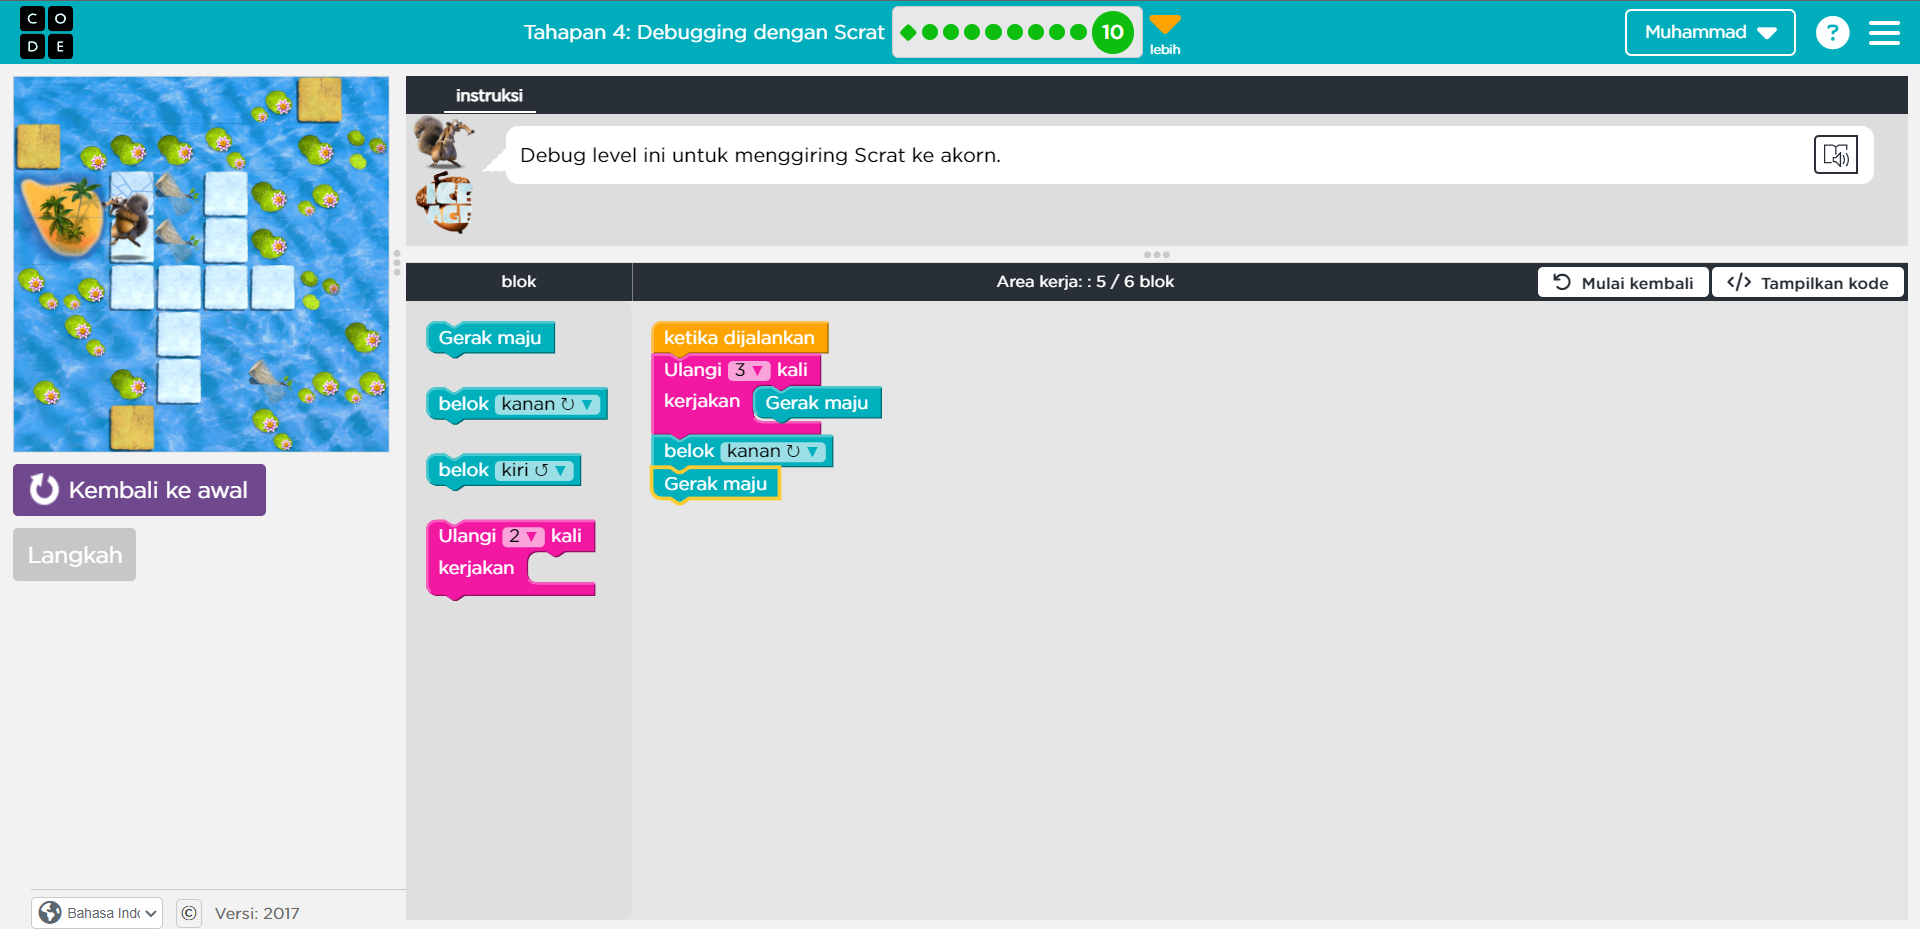 C O
D E
Tahapan 4: Debugging dengan Scrat
10
lebih
Muhammad
?
instruksi
Debug level ini untuk menggiring Scrat ke akorn.
ICE
AGE
blok
Area kerja: : 5 / 6 blok
Mulai kembali
</> Tampilkan kode
Gerak maju
belok kanan ↻ ▼
belok kiri ↺ ▼
Ulangi 2 ▼ kali
kerjakan
ketika dijalankan
Ulangi 3 ▼ kali
kerjakan Gerak maju
belok kanan ↻ ▼
Gerak maju
Kembali ke awal
Langkah
Bahasa Indo
© Versi: 2017